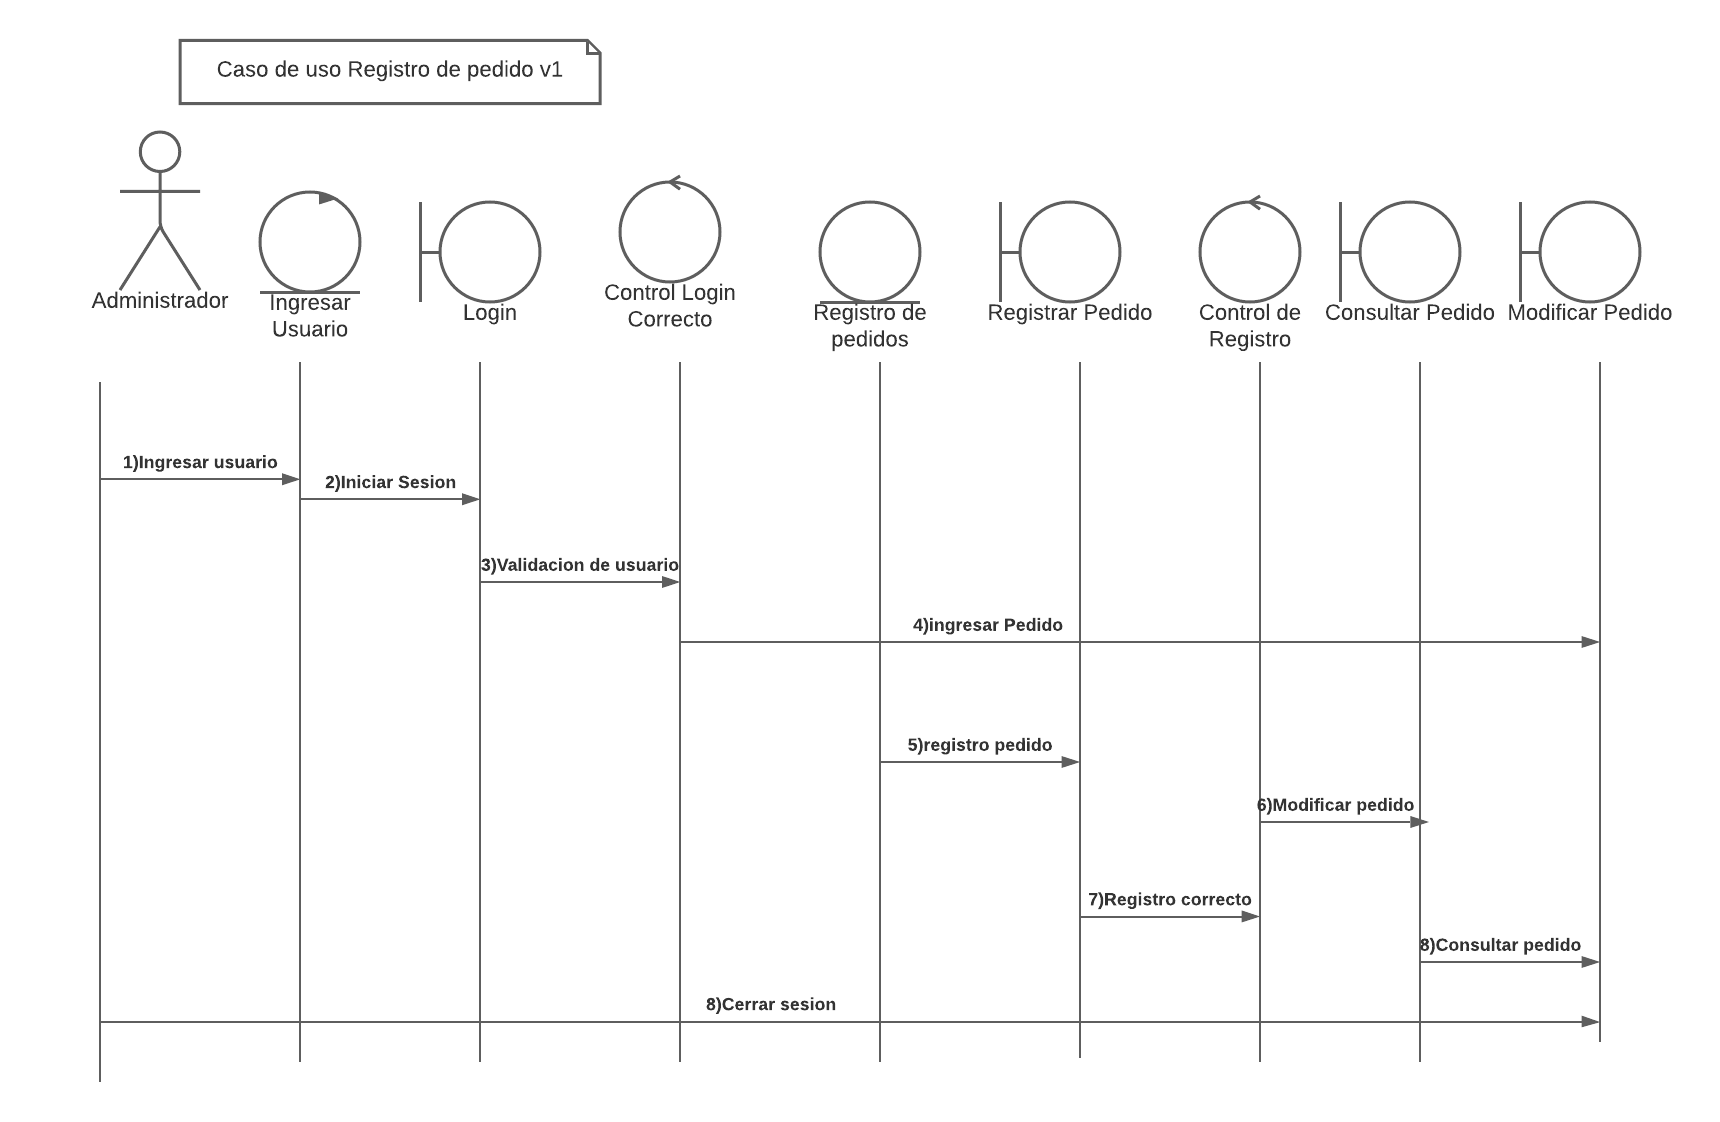 Caso de uso Registro de pedido v1
Administrador
Ingresar
Usuario
Login
Control Login
Correcto
Registro de
pedidos
Registrar Pedido
Control de
Registro
Consultar Pedido
Modificar Pedido
1)Ingresar usuario
2)Iniciar Sesion
3)Validacion de usuario
4)ingresar Pedido
5)registro pedido
6)Modificar pedido
7)Registro correcto
8)Consultar pedido
8)Cerrar sesion